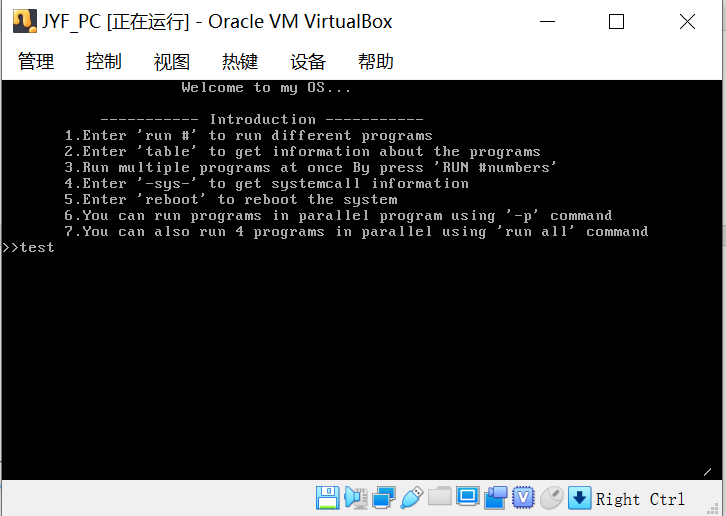 JYF_PC [正在运行] - Oracle VM VirtualBox
管理 控制 视图 热键 设备 帮助
Welcome to my OS...
----------- Introduction -----------
1.Enter 'run #' to run different programs
2.Enter 'table' to get information about the programs
3.Run multiple programs at once By press 'RUN #numbers'
4.Enter '-sys-' to get systemcall information
5.Enter 'reboot' to reboot the system
6.You can run programs in parallel program using '-p' command
7.You can also run 4 programs in parallel using 'run all' command
>>test
/
Right Ctrl